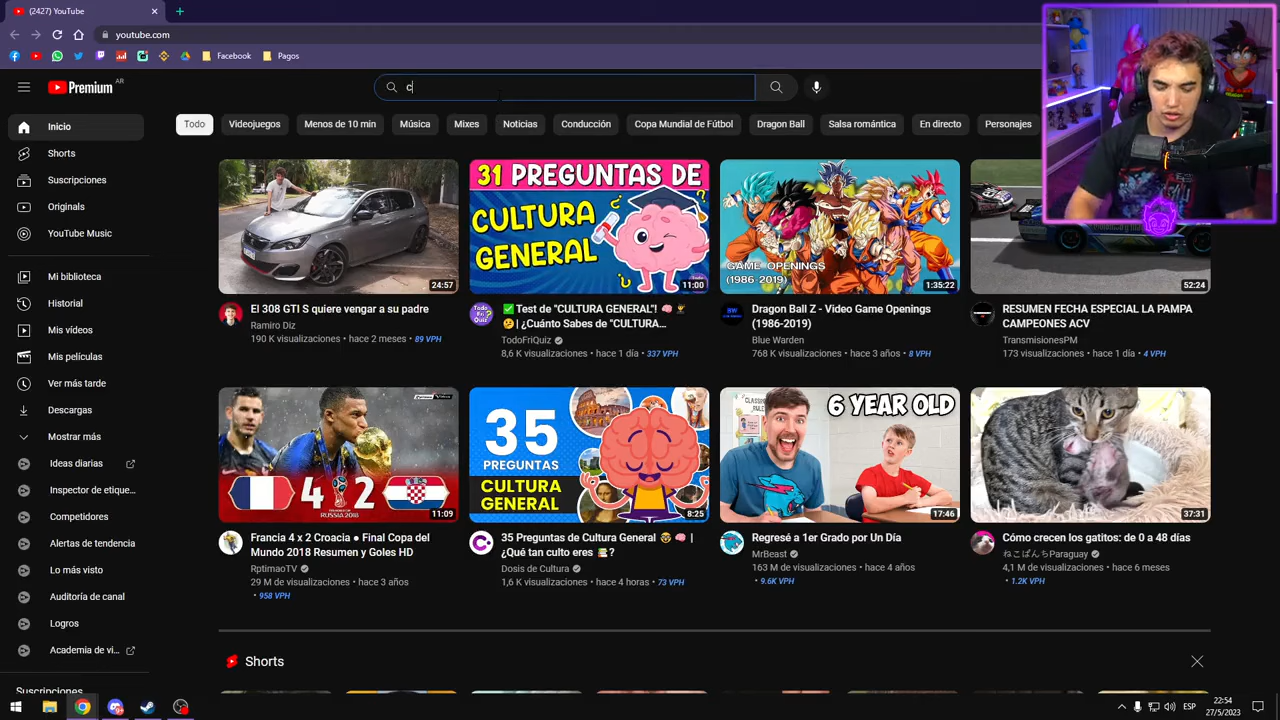 (2427) YouTube
youtube.com
Facebook
Pagos
Premium AR
c
Todo
Videojuegos
Menos de 10 min
Música
Mixes
Noticias
Conducción
Copa Mundial de Fútbol
Dragon Ball
Salsa romántica
En directo
Personajes
Inicio
Shorts
Suscripciones
Originals
YouTube Music
Mi biblioteca
Historial
Mis vídeos
Mis películas
Ver más tarde
Descargas
Mostrar más
Ideas diarias
Inspector de etique...
Competidores
Alertas de tendencia
Lo más visto
Auditoría de canal
Logros
Academia de vi...
Suscripciones
24:57
El 308 GTI S quiere vengar a su padre
Ramiro Diz
190 K visualizaciones • hace 2 meses • 89 VPH
31 PREGUNTAS DE
CULTURA
GENERAL
11:00
Test de "CULTURA GENERAL"!
| ¿Cuánto Sabes de "CULTURA...
TodoFriQuiz
8,6 K visualizaciones • hace 1 día • 337 VPH
GAME OPENINGS
(1986-2019)
1:35:22
Dragon Ball Z - Video Game Openings
(1986-2019)
BW
Blue Warden
768 K visualizaciones • hace 3 años • 8 VPH
52:24
RESUMEN FECHA ESPECIAL LA PAMPA
CAMPEONES ACV
TransmisionesPM
173 visualizaciones • hace 1 día • 4 VPH
4 2
RUSSIA 2018
11:09
Francia 4 x 2 Croacia ● Final Copa del
Mundo 2018 Resumen y Goles HD
RptimaoTV
29 M de visualizaciones • hace 3 años
• 958 VPH
35
PREGUNTAS
CULTURA
GENERAL
8:25
35 Preguntas de Cultura General |
¿Qué tan culto eres ?
Dosis de Cultura
1,6 K visualizaciones • hace 4 horas • 73 VPH
6 YEAR OLD
17:46
Regresé a 1er Grado por Un Día
MrBeast
163 M de visualizaciones • hace 4 años
• 9.6K VPH
37:31
Cómo crecen los gatitos: de 0 a 48 días
ねこぱんちParaguay
4,1 M de visualizaciones • hace 6 meses
• 1.2K VPH
Shorts
ESP
22:54
27/5/2023